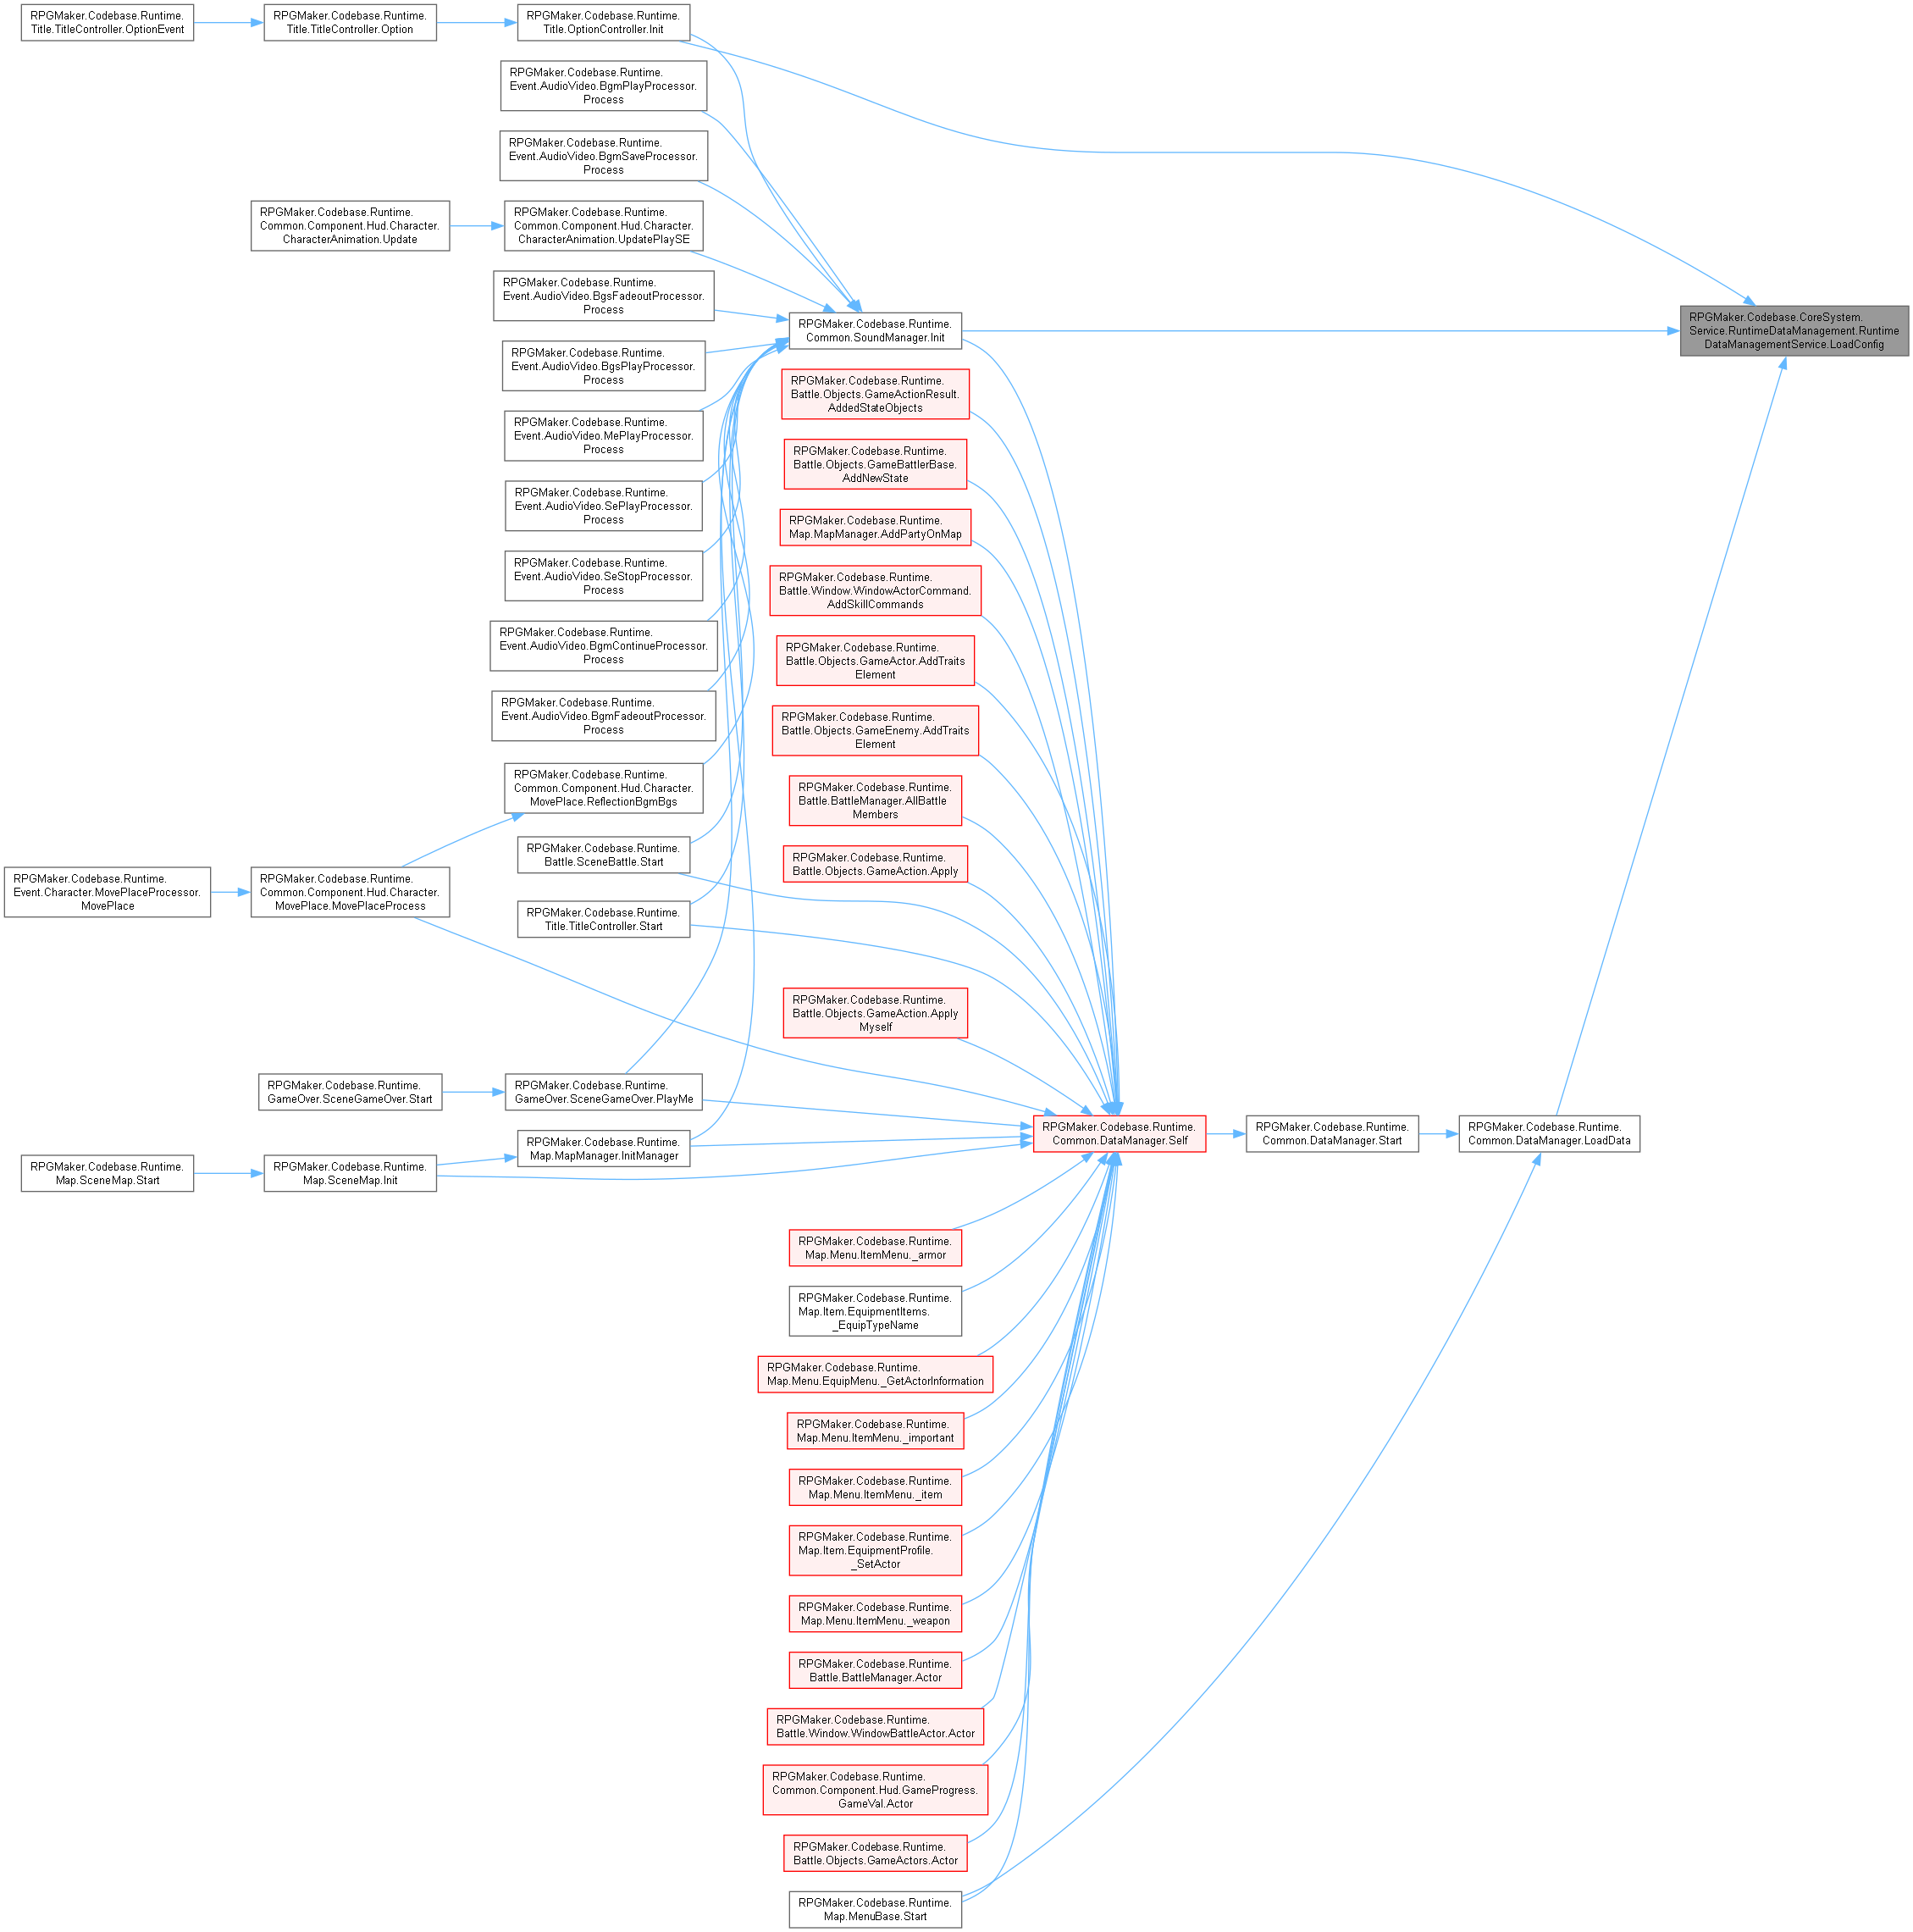 RPGMaker.Codebase.Runtime.
Title.TitleController.OptionEvent
RPGMaker.Codebase.Runtime.
Title.TitleController.Option
RPGMaker.Codebase.Runtime.
Title.OptionController.Init
RPGMaker.Codebase.Runtime.
Event.AudioVideo.BgmPlayProcessor.
Process
RPGMaker.Codebase.Runtime.
Event.AudioVideo.BgmSaveProcessor.
Process
RPGMaker.Codebase.Runtime.
Common.Component.Hud.Character.
CharacterAnimation.Update
RPGMaker.Codebase.Runtime.
Common.Component.Hud.Character.
CharacterAnimation.UpdatePlaySE
RPGMaker.Codebase.Runtime.
Event.AudioVideo.BgsFadeoutProcessor.
Process
RPGMaker.Codebase.Runtime.
Common.SoundManager.Init
RPGMaker.Codebase.CoreSystem.
Service.RuntimeDataManagement.Runtime
DataManagementService.LoadConfig
RPGMaker.Codebase.Runtime.
Event.AudioVideo.BgsPlayProcessor.
Process
RPGMaker.Codebase.Runtime.
Battle.Objects.GameActionResult.
AddedStateObjects
RPGMaker.Codebase.Runtime.
Event.AudioVideo.MePlayProcessor.
Process
RPGMaker.Codebase.Runtime.
Battle.Objects.GameBattlerBase.
AddNewState
RPGMaker.Codebase.Runtime.
Event.AudioVideo.SePlayProcessor.
Process
RPGMaker.Codebase.Runtime.
Map.MapManager.AddPartyOnMap
RPGMaker.Codebase.Runtime.
Event.AudioVideo.SeStopProcessor.
Process
RPGMaker.Codebase.Runtime.
Battle.Window.WindowActorCommand.
AddSkillCommands
RPGMaker.Codebase.Runtime.
Event.AudioVideo.BgmContinueProcessor.
Process
RPGMaker.Codebase.Runtime.
Battle.Objects.GameActor.AddTraits
Element
RPGMaker.Codebase.Runtime.
Event.AudioVideo.BgmFadeoutProcessor.
Process
RPGMaker.Codebase.Runtime.
Battle.Objects.GameEnemy.AddTraits
Element
RPGMaker.Codebase.Runtime.
Common.Component.Hud.Character.
MovePlace.ReflectionBgmBgs
RPGMaker.Codebase.Runtime.
Battle.BattleManager.AllBattle
Members
RPGMaker.Codebase.Runtime.
Battle.SceneBattle.Start
RPGMaker.Codebase.Runtime.
Battle.Objects.GameAction.Apply
RPGMaker.Codebase.Runtime.
Event.Character.MovePlaceProcessor.
MovePlace
RPGMaker.Codebase.Runtime.
Common.Component.Hud.Character.
MovePlace.MovePlaceProcess
RPGMaker.Codebase.Runtime.
Title.TitleController.Start
RPGMaker.Codebase.Runtime.
Battle.Objects.GameAction.Apply
Myself
RPGMaker.Codebase.Runtime.
GameOver.SceneGameOver.Start
RPGMaker.Codebase.Runtime.
GameOver.SceneGameOver.PlayMe
RPGMaker.Codebase.Runtime.
Common.DataManager.Self
RPGMaker.Codebase.Runtime.
Common.DataManager.Start
RPGMaker.Codebase.Runtime.
Common.DataManager.LoadData
RPGMaker.Codebase.Runtime.
Map.MapManager.InitManager
RPGMaker.Codebase.Runtime.
Map.SceneMap.Start
RPGMaker.Codebase.Runtime.
Map.SceneMap.Init
RPGMaker.Codebase.Runtime.
Map.Menu.ItemMenu._armor
RPGMaker.Codebase.Runtime.
Map.Item.EquipmentItems.
_EquipTypeName
RPGMaker.Codebase.Runtime.
Map.Menu.EquipMenu._GetActorInformation
RPGMaker.Codebase.Runtime.
Map.Menu.ItemMenu._important
RPGMaker.Codebase.Runtime.
Map.Menu.ItemMenu._item
RPGMaker.Codebase.Runtime.
Map.Item.EquipmentProfile.
_SetActor
RPGMaker.Codebase.Runtime.
Map.Menu.ItemMenu._weapon
RPGMaker.Codebase.Runtime.
Battle.BattleManager.Actor
RPGMaker.Codebase.Runtime.
Battle.Window.WindowBattleActor.Actor
RPGMaker.Codebase.Runtime.
Common.Component.Hud.GameProgress.
GameVal.Actor
RPGMaker.Codebase.Runtime.
Battle.Objects.GameActors.Actor
RPGMaker.Codebase.Runtime.
Map.MenuBase.Start